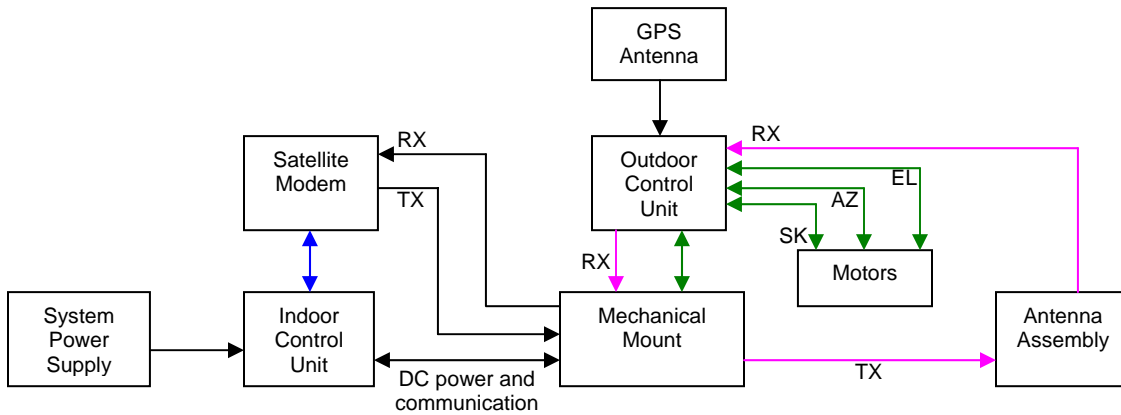 GPS
Antenna
Satellite
Modem
RX
TX
Outdoor
Control
Unit
RX
EL
AZ
SK
RX
Motors
System
Power
Supply
Indoor
Control
Unit
DC power and
communication
Mechanical
Mount
TX
Antenna
Assembly